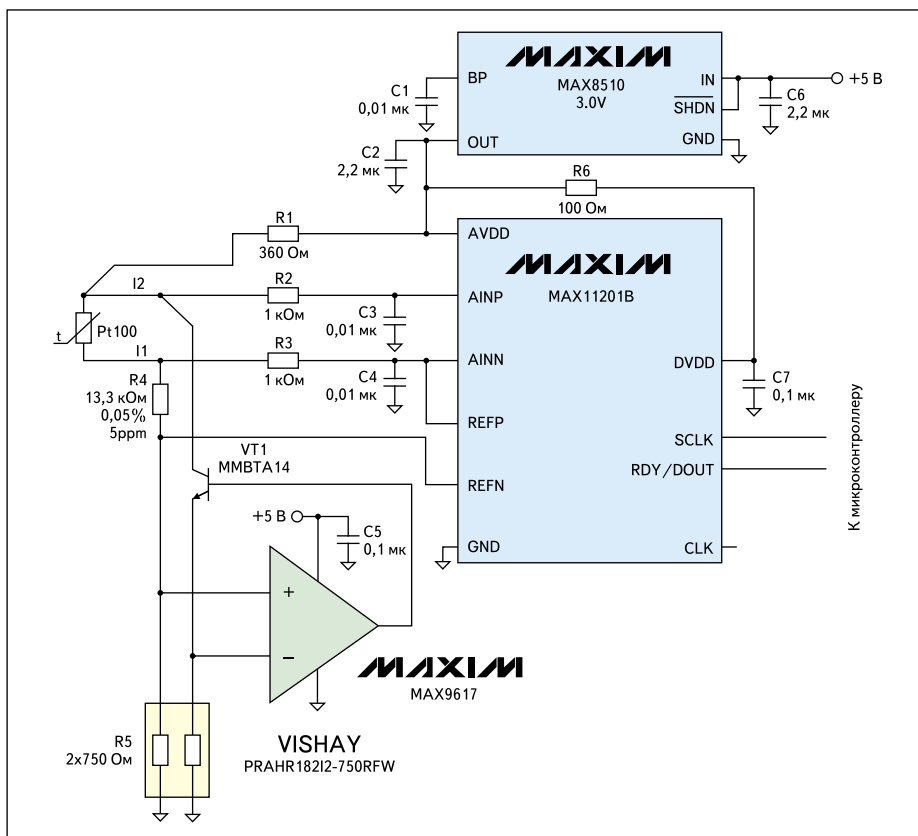 MAXIM
MAX8510
3.0V
BP
OUT
IN
SHDN
GND
C1
0,01 мк
C2
2,2 мк
C6
2,2 мк
+5 В
R6
100 Ом
R1
360 Ом
I2
R2
1 кОм
C3
0,01 мк
t
Pt100
I1
R3
1 кОм
C4
0,01 мк
R4
13,3 кОм
0,05%
5ppm
AVDD
MAXIM
MAX11201B
AINP
AINN
REFP
REFN
GND
DVDD
SCLK
RDY/DOUT
CLK
C7
0,1 мк
К микроконтроллеру
VT1
MMBTA14
+5 В
C5
0,1 мк
+
−
MAXIM
MAX9617
R5
2x750 Ом
VISHAY
PRAHR182I2-750RFW